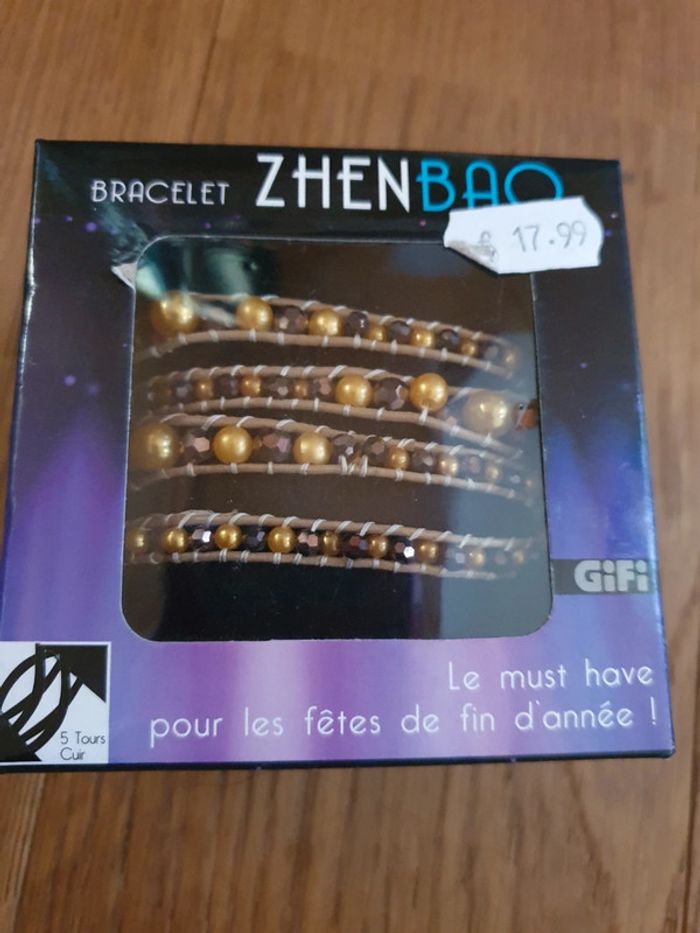 BRACELET ZHENBAO
£ 17.99
GiFi
Le must have
pour les fêtes de fin d'année !
5 Tours
Cuir